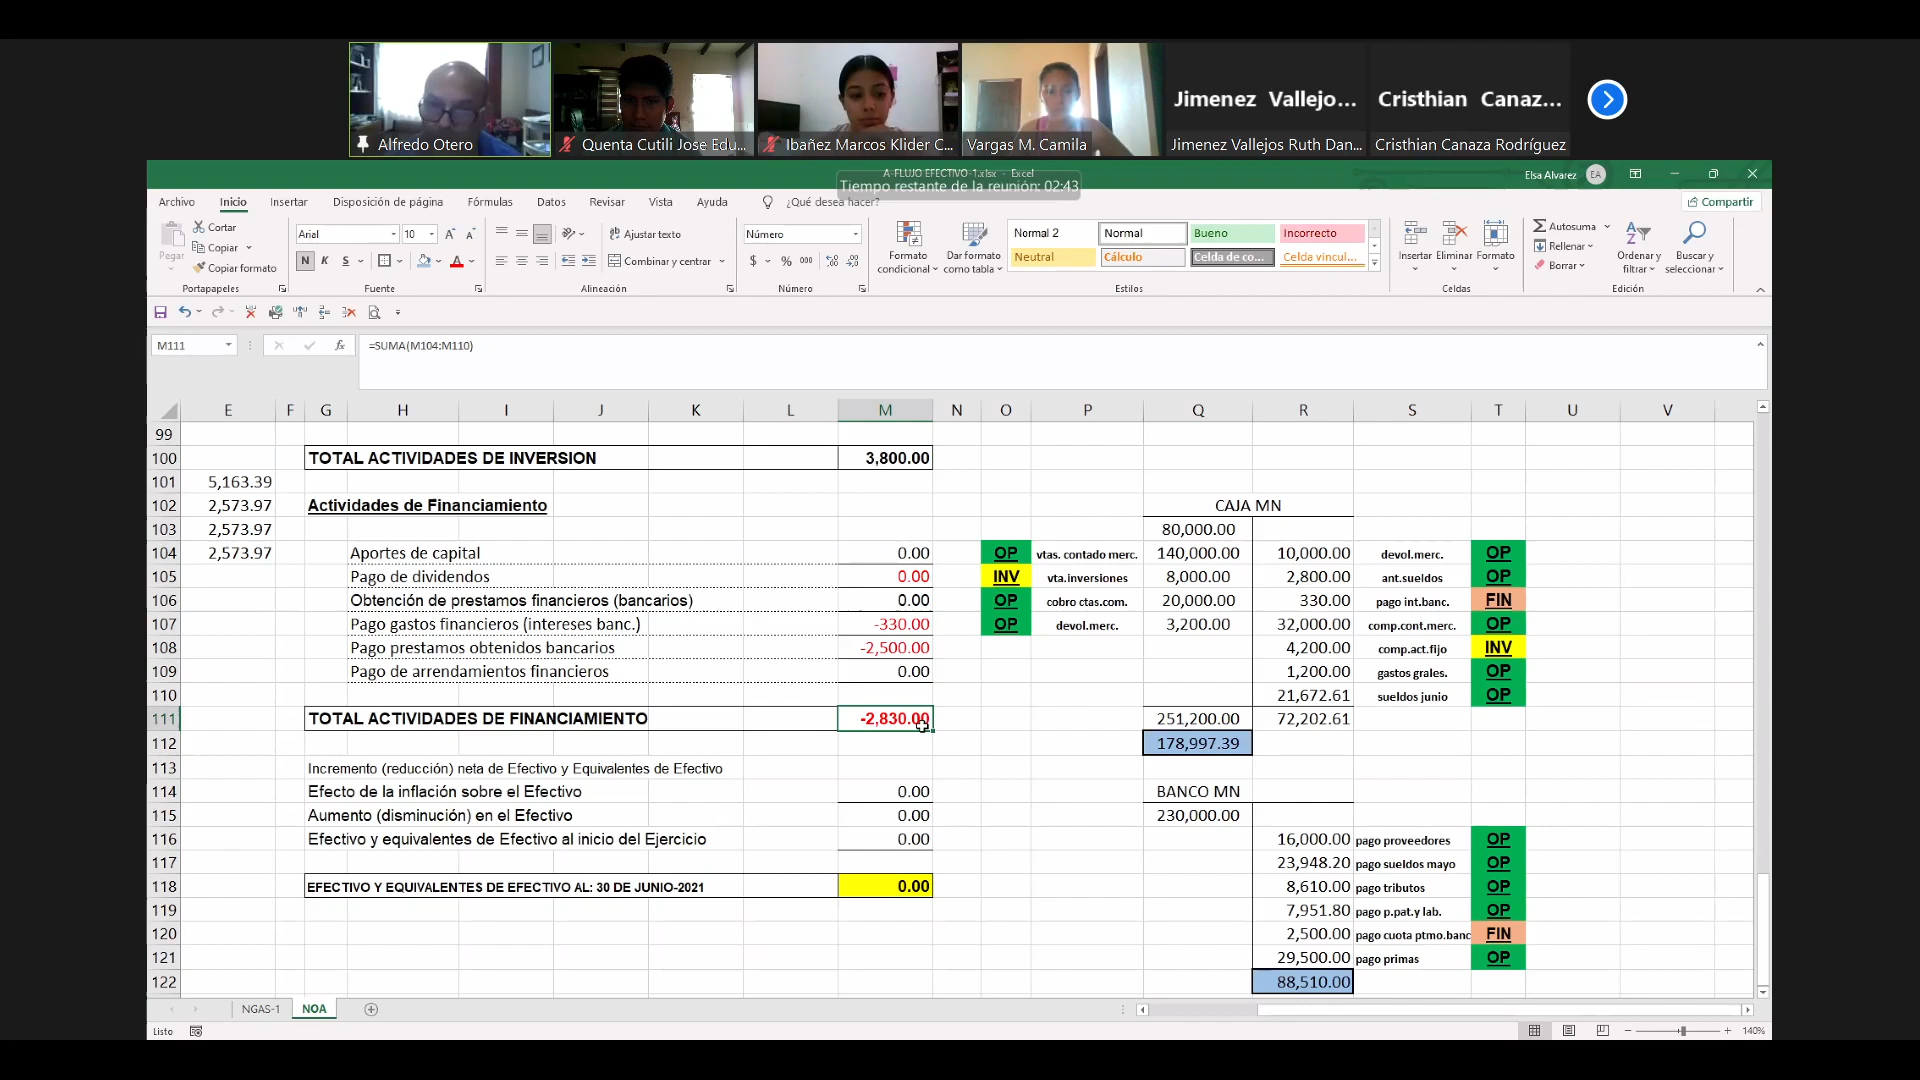 Jimenez Vallejo...
Cristhian Canaz...
Alfredo Otero
Quenta Cutili Jose Edu...
Ibañez Marcos Klider C...
Vargas M. Camila
Jimenez Vallejos Ruth Dan...
Cristhian Canaza Rodríguez
A-FLUJO EFECTIVO-1.xlsx - Excel
Elsa Alvarez EA
Tiempo restante de la reunión: 02:43
Archivo Inicio Insertar Disposición de página Fórmulas Datos Revisar Vista Ayuda ¿Qué desea hacer? Compartir
Pegar
Cortar
Copiar
Copiar formato
Portapapeles
Arial 10
N K S
Fuente
Ajustar texto
Combinar y centrar
Alineación
Número
$ % 000
Número
Formato condicional
Dar formato como tabla
Normal 2 Normal Bueno Incorrecto
Neutral Cálculo Celda de co... Celda vincul...
Estilos
Insertar Eliminar Formato
Celdas
Autosuma
Rellenar
Borrar
Ordenar y filtrar
Buscar y seleccionar
Edición
M111 fx =SUMA(M104:M110)
E F G H I J K L M N O P Q R S T U V
99
100 TOTAL ACTIVIDADES DE INVERSION 3,800.00
101 5,163.39
102 2,573.97 Actividades de Financiamiento CAJA MN
103 2,573.97 80,000.00
104 2,573.97 Aportes de capital 0.00 OP vtas. contado merc. 140,000.00 10,000.00 devol.merc. OP
105 Pago de dividendos 0.00 INV vta.inversiones 8,000.00 2,800.00 ant.sueldos OP
106 Obtención de prestamos financieros (bancarios) 0.00 OP cobro ctas.com. 20,000.00 330.00 pago int.banc. FIN
107 Pago gastos financieros (intereses banc.) -330.00 OP devol.merc. 3,200.00 32,000.00 comp.cont.merc. OP
108 Pago prestamos obtenidos bancarios -2,500.00 4,200.00 comp.act.fijo INV
109 Pago de arrendamientos financieros 0.00 1,200.00 gastos grales. OP
110 21,672.61 sueldos junio OP
111 TOTAL ACTIVIDADES DE FINANCIAMIENTO -2,830.00 251,200.00 72,202.61
112 178,997.39
113 Incremento (reducción) neta de Efectivo y Equivalentes de Efectivo
114 Efecto de la inflación sobre el Efectivo 0.00 BANCO MN
115 Aumento (disminución) en el Efectivo 0.00 230,000.00
116 Efectivo y equivalentes de Efectivo al inicio del Ejercicio 0.00 16,000.00 pago proveedores OP
117 23,948.20 pago sueldos mayo OP
118 EFECTIVO Y EQUIVALENTES DE EFECTIVO AL: 30 DE JUNIO-2021 0.00 8,610.00 pago tributos OP
119 7,951.80 pago p.pat.y lab. OP
120 2,500.00 pago cuota ptmo.banc FIN
121 29,500.00 pago primas OP
122 88,510.00
NGAS-1 NOA
Listo 140%